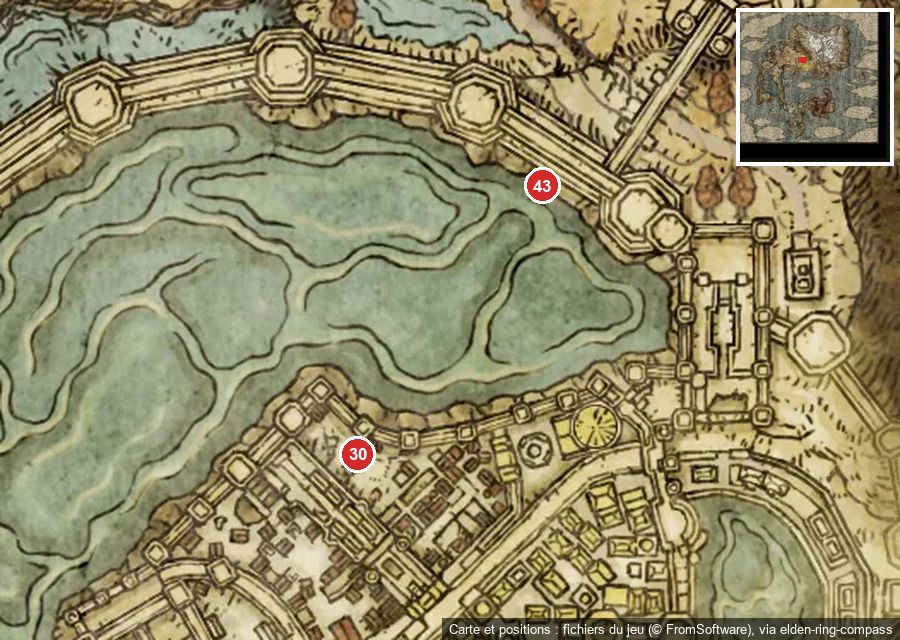 43
30
Carte et positions : fichiers du jeu (© FromSoftware), via elden-ring-compass